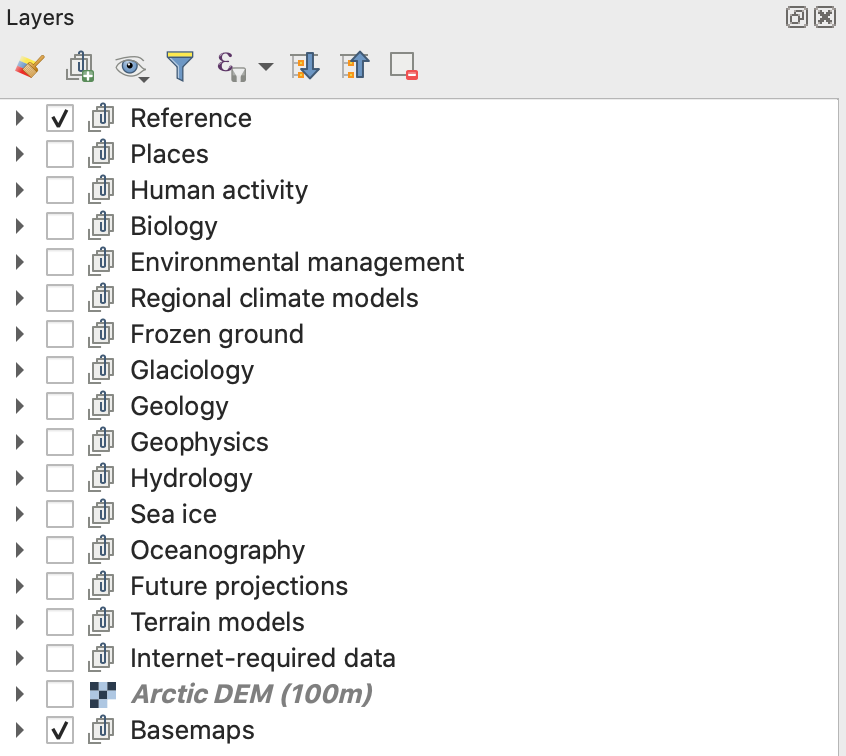 Layers
Reference
Places
Human activity
Biology
Environmental management
Regional climate models
Frozen ground
Glaciology
Geology
Geophysics
Hydrology
Sea ice
Oceanography
Future projections
Terrain models
Internet-required data
Arctic DEM (100m)
Basemaps